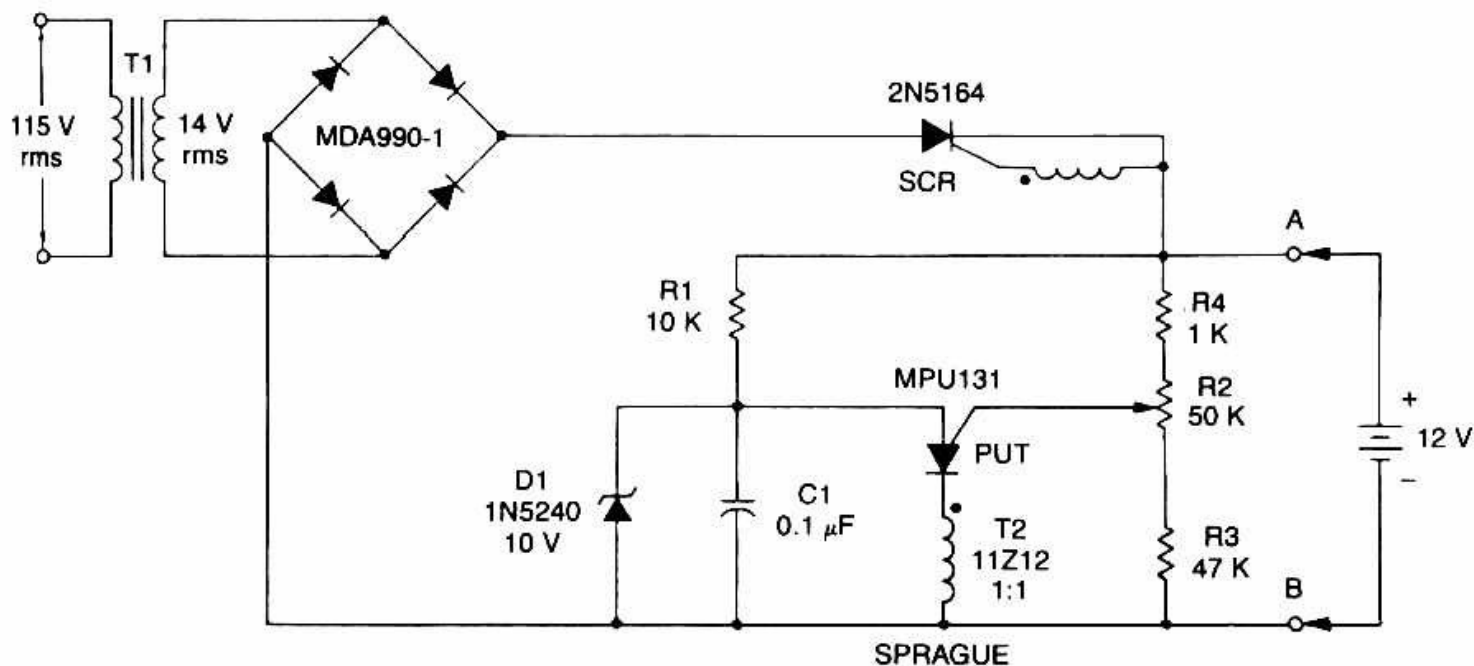 T1
115 V
rms
14 V
rms
MDA990-1
2N5164
SCR
A
R1
10 K
R4
1 K
MPU131
R2
50 K
+
12 V
−
PUT
D1
1N5240
10 V
C1
0.1 μF
T2
11Z12
1:1
R3
47 K
B
SPRAGUE